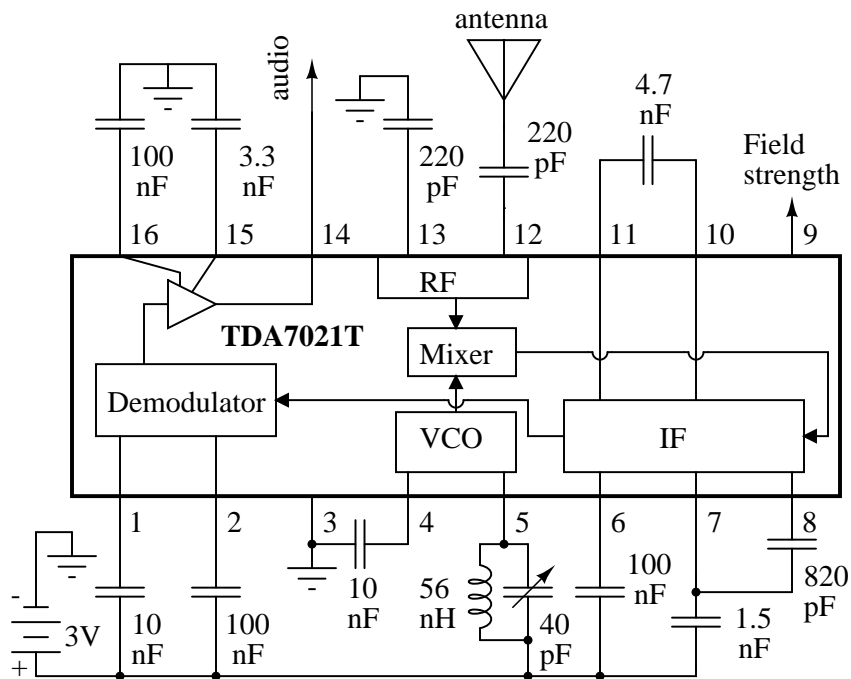 antenna
audio
4.7
nF
100
nF
3.3
nF
220
pF
220
pF
Field
strength
16
15
14
13
12
11
10
9
RF
TDA7021T
Mixer
Demodulator
VCO
IF
1
2
3
4
5
6
7
8
-
3V
+
10
nF
100
nF
10
nF
56
nH
40
pF
100
nF
1.5
nF
820
pF